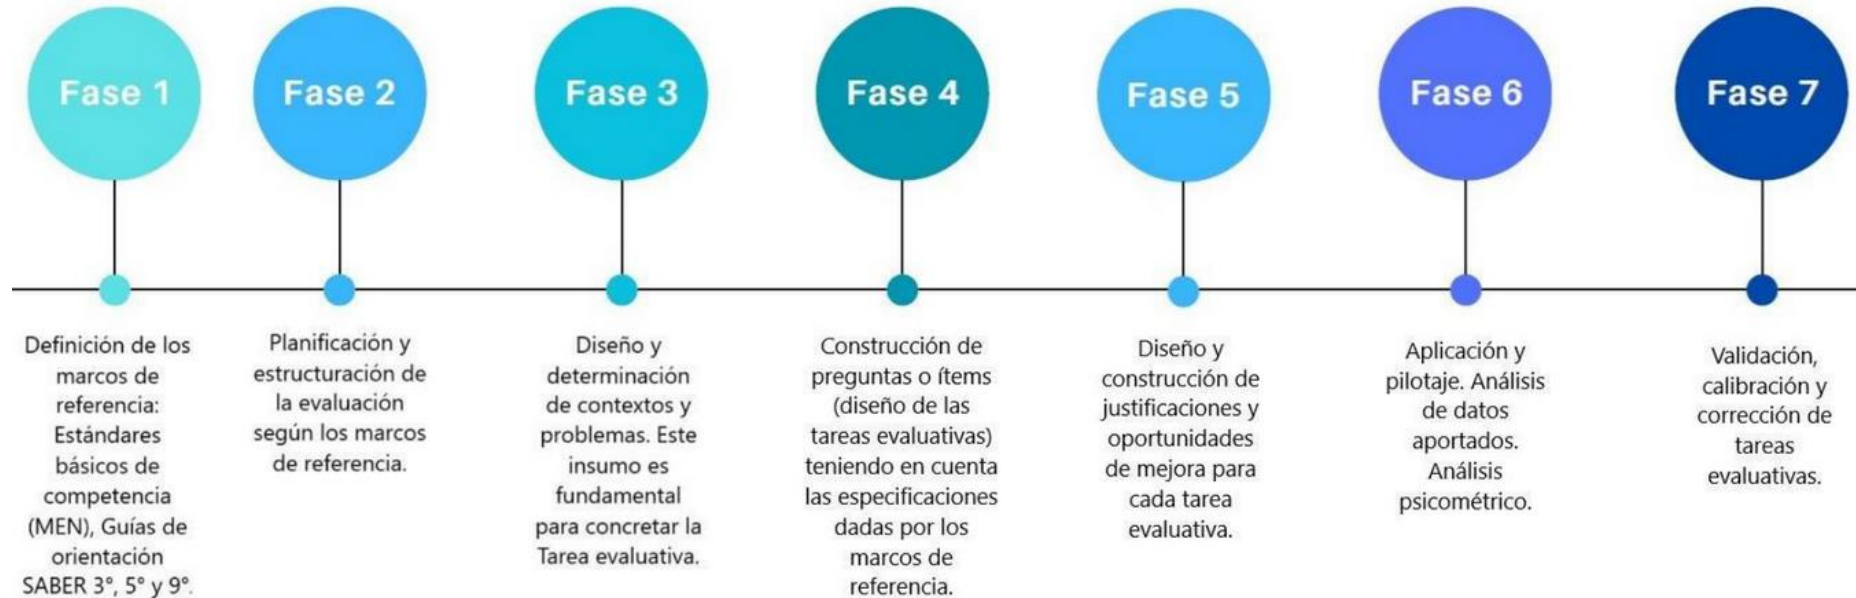 Fase 1
Fase 2
Fase 3
Fase 4
Fase 5
Fase 6
Fase 7
Definición de los
marcos de
referencia:
Estándares
básicos de
competencia
(MEN), Guías de
orientación
SABER 3°, 5° y 9°.
Planificación y
estructuración de
la evaluación
según los marcos
de referencia.
Diseño y
determinación
de contextos y
problemas. Este
insumo es
fundamental
para concretar la
Tarea evaluativa.
Construcción de
preguntas o ítems
(diseño de las
tareas evaluativas)
teniendo en cuenta
las especificaciones
dadas por los
marcos de
referencia.
Diseño y
construcción de
justificaciones y
oportunidades
de mejora para
cada tarea
evaluativa.
Aplicación y
pilotaje. Análisis
de datos
aportados.
Análisis
psicométrico.
Validación,
calibración y
corrección de
tareas
evaluativas.